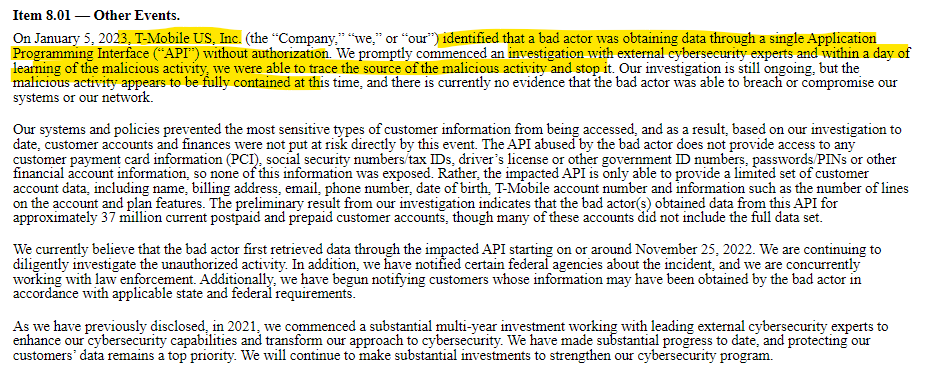 Item 8.01 — Other Events.
On January 5, 2023, T-Mobile US, Inc. (the “Company,” “we,” or “our”) identified that a bad actor was obtaining data through a single Application
Programming Interface (“API”) without authorization. We promptly commenced an investigation with external cybersecurity experts and within a day of
learning of the malicious activity, we were able to trace the source of the malicious activity and stop it. Our investigation is still ongoing, but the
malicious activity appears to be fully contained at this time, and there is currently no evidence that the bad actor was able to breach or compromise our
systems or our network.
Our systems and policies prevented the most sensitive types of customer information from being accessed, and as a result, based on our investigation to
date, customer accounts and finances were not put at risk directly by this event. The API abused by the bad actor does not provide access to any
customer payment card information (PCI), social security numbers/tax IDs, driver’s license or other government ID numbers, passwords/PINs or other
financial account information, so none of this information was exposed. Rather, the impacted API is only able to provide a limited set of customer
account data, including name, billing address, email, phone number, date of birth, T-Mobile account number and information such as the number of lines
on the account and plan features. The preliminary result from our investigation indicates that the bad actor(s) obtained data from this API for
approximately 37 million current postpaid and prepaid customer accounts, though many of these accounts did not include the full data set.
We currently believe that the bad actor first retrieved data through the impacted API starting on or around November 25, 2022. We are continuing to
diligently investigate the unauthorized activity. In addition, we have notified certain federal agencies about the incident, and we are concurrently
working with law enforcement. Additionally, we have begun notifying customers whose information may have been obtained by the bad actor in
accordance with applicable state and federal requirements.
As we have previously disclosed, in 2021, we commenced a substantial multi-year investment working with leading external cybersecurity experts to
enhance our cybersecurity capabilities and transform our approach to cybersecurity. We have made substantial progress to date, and protecting our
customers’ data remains a top priority. We will continue to make substantial investments to strengthen our cybersecurity program.